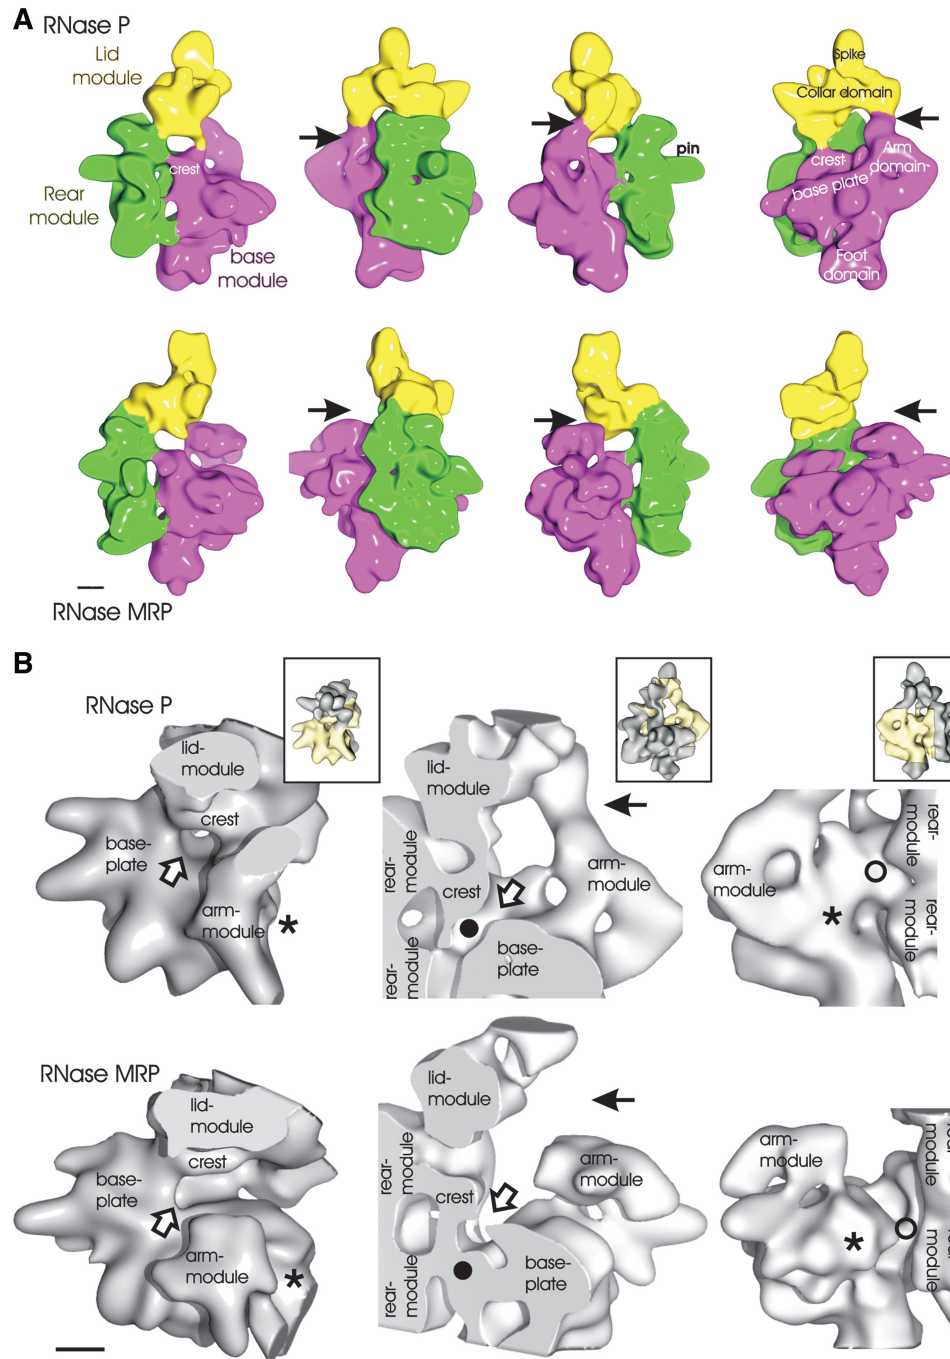 A
RNase P
Lid
module
Rear
module
crest
base
module
pin
Spike
Collar domain
crest
Arm
domain
base plate
Foot
domain
RNase MRP
B
RNase P
lid-
module
crest
base-
plate
arm-
module
*
lid-
module
rear-
module
crest
arm-
module
rear-
module
base-
plate
rear-
module
arm-
module
*
rear-
module
RNase MRP
lid-
module
crest
base-
plate
arm-
module
*
lid-
module
rear-
module
crest
arm-
module
rear-
module
base-
plate
arm-
module
*
module
module